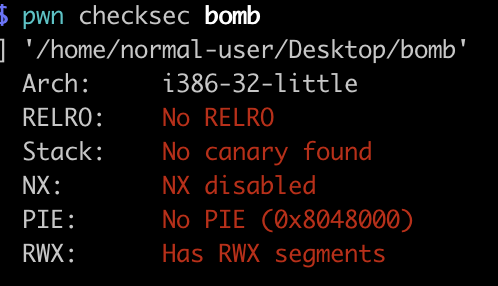 $ pwn checksec bomb
] '/home/normal-user/Desktop/bomb'
Arch: i386-32-little
RELRO: No RELRO
Stack: No canary found
NX: NX disabled
PIE: No PIE (0x8048000)
RWX: Has RWX segments